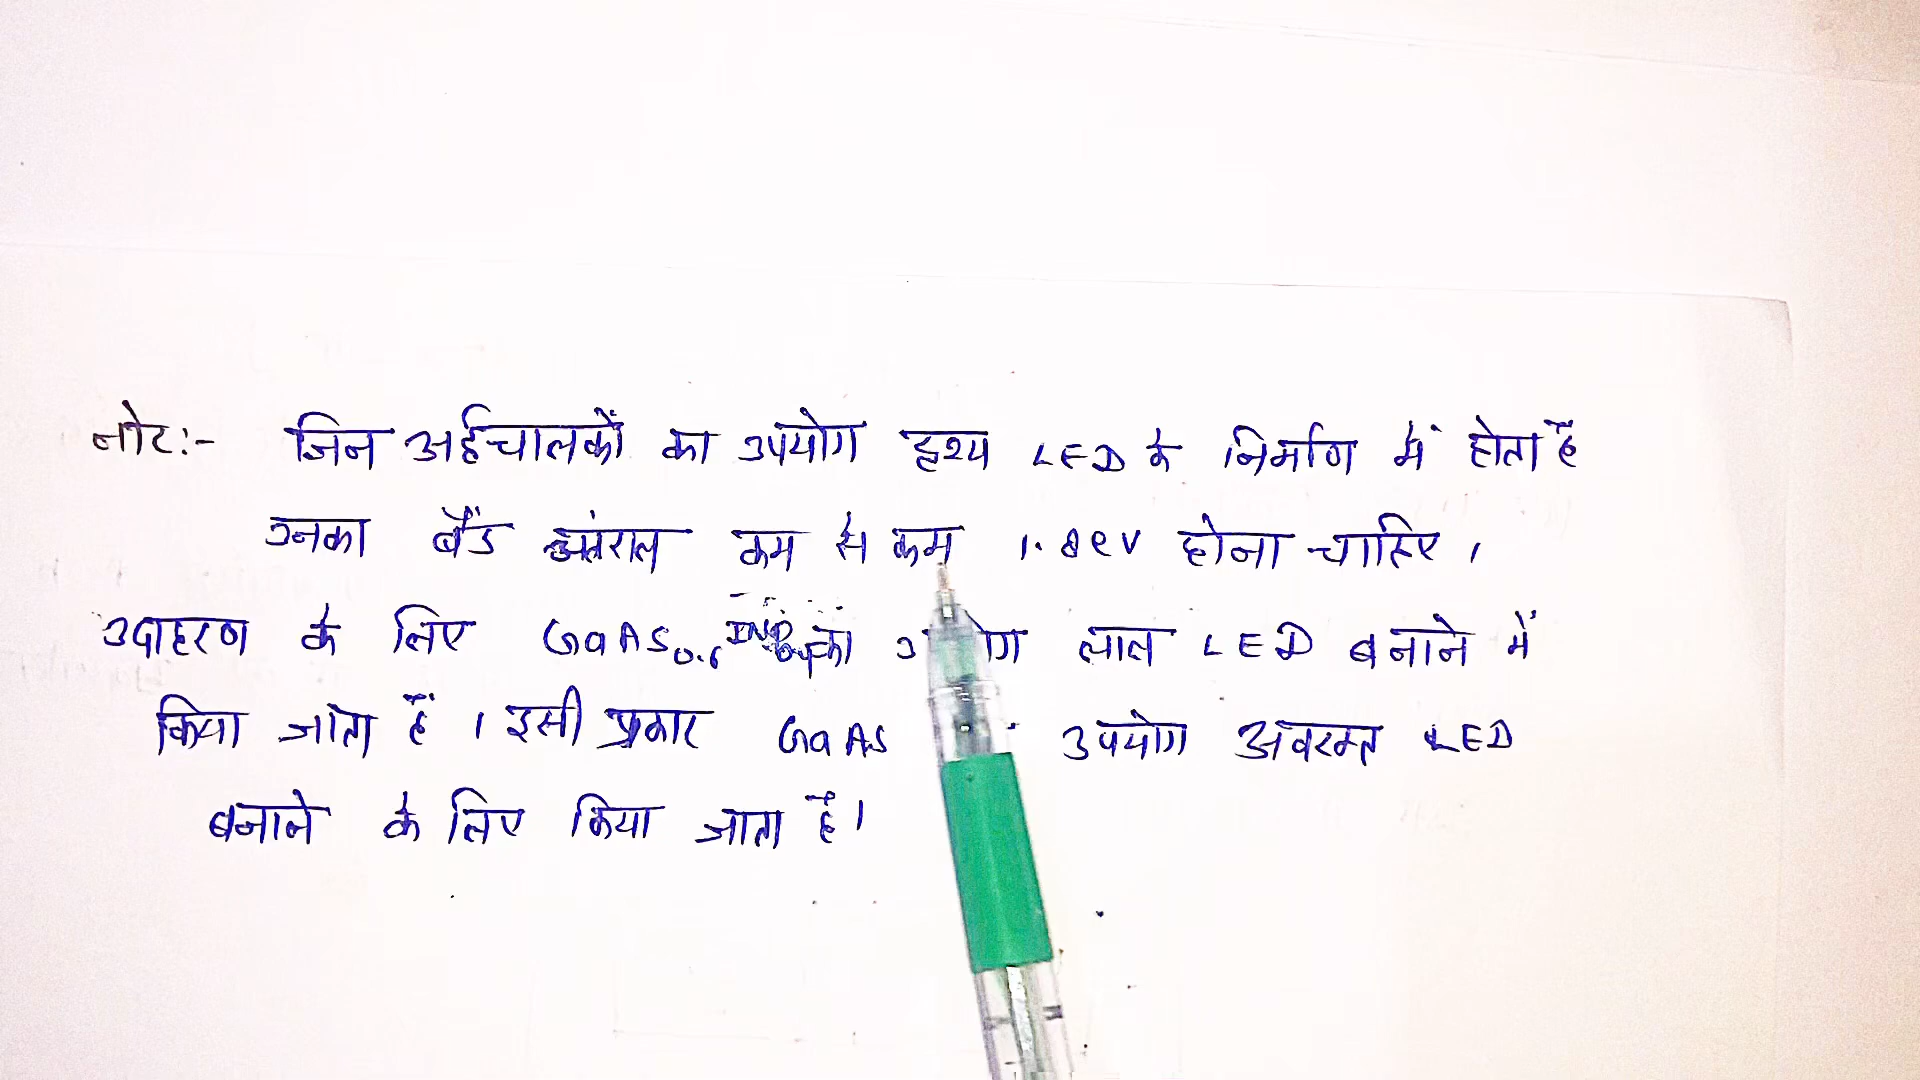 नोट:- जिन अर्द्धचालकों का उपयोग दृश्य LED के निर्माण में होता है
उनका बैंड अंतराल कम से कम 1.8eV होना चाहिए ।
उदाहरण के लिए GaAs0.6 का लाल LED बनाने में
किया जाता है । इसी प्रकार GaAs उपयोग अवरक्त LED
बनाने के लिए किया जाता है।